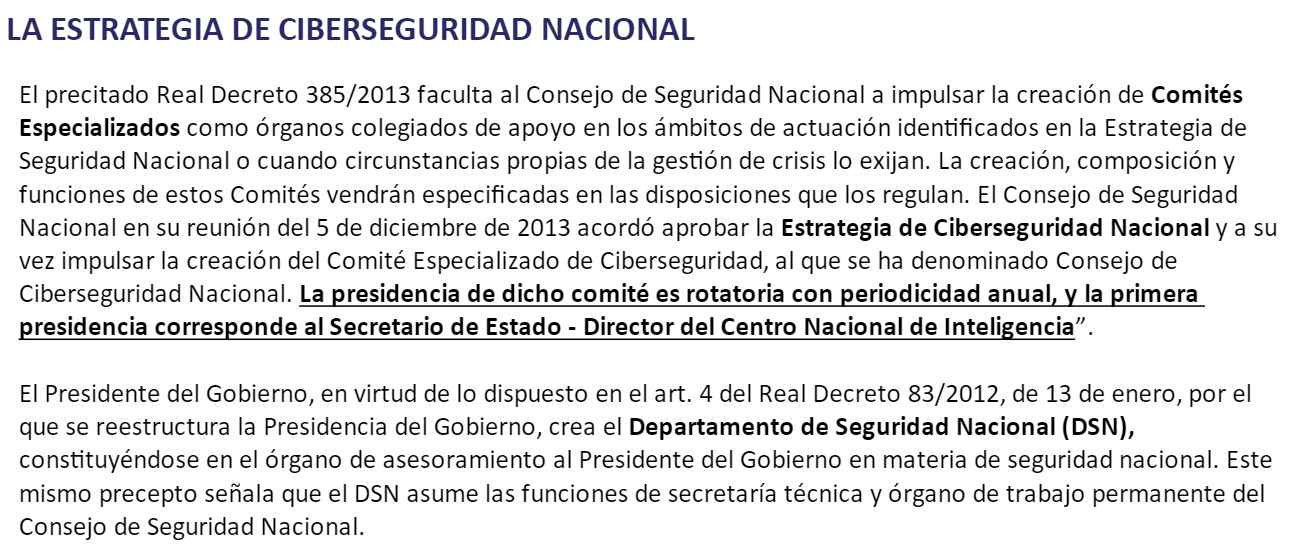 LA ESTRATEGIA DE CIBERSEGURIDAD NACIONAL
El precitado Real Decreto 385/2013 faculta al Consejo de Seguridad Nacional a impulsar la creación de Comités
Especializados como órganos colegiados de apoyo en los ámbitos de actuación identificados en la Estrategia de
Seguridad Nacional o cuando circunstancias propias de la gestión de crisis lo exijan. La creación, composición y
funciones de estos Comités vendrán especificadas en las disposiciones que los regulan. El Consejo de Seguridad
Nacional en su reunión del 5 de diciembre de 2013 acordó aprobar la Estrategia de Ciberseguridad Nacional y a su
vez impulsar la creación del Comité Especializado de Ciberseguridad, al que se ha denominado Consejo de
Ciberseguridad Nacional. La presidencia de dicho comité es rotatoria con periodicidad anual, y la primera
presidencia corresponde al Secretario de Estado - Director del Centro Nacional de Inteligencia”.
El Presidente del Gobierno, en virtud de lo dispuesto en el art. 4 del Real Decreto 83/2012, de 13 de enero, por el
que se reestructura la Presidencia del Gobierno, crea el Departamento de Seguridad Nacional (DSN),
constituyéndose en el órgano de asesoramiento al Presidente del Gobierno en materia de seguridad nacional. Este
mismo precepto señala que el DSN asume las funciones de secretaría técnica y órgano de trabajo permanente del
Consejo de Seguridad Nacional.